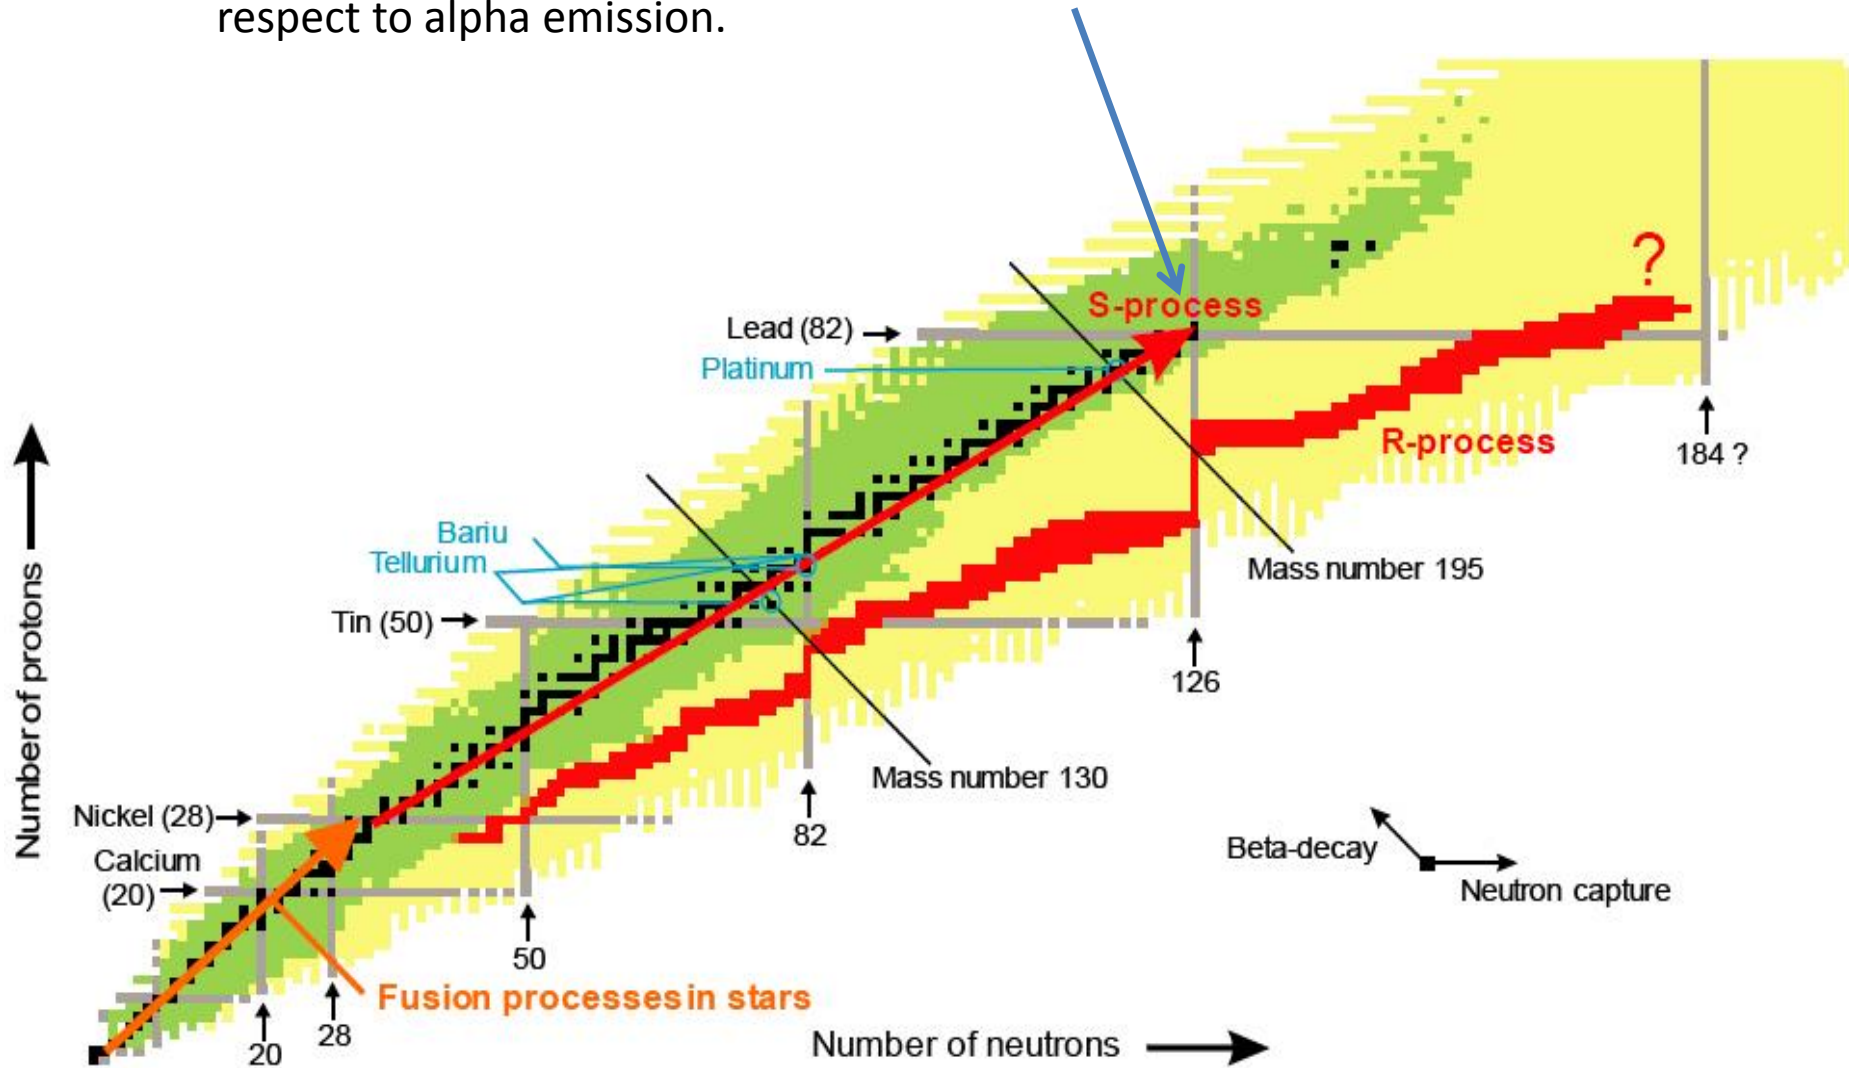 respect to alpha emission.
?
S-process
Lead (82)
Platinum
R-process
184 ?
Bariu
Tellurium
Mass number 195
Tin (50)
126
Number of protons
Mass number 130
Nickel (28)
82
Calcium
(20)
Beta-decay
Neutron capture
50
Fusion processes in stars
28
20
Number of neutrons